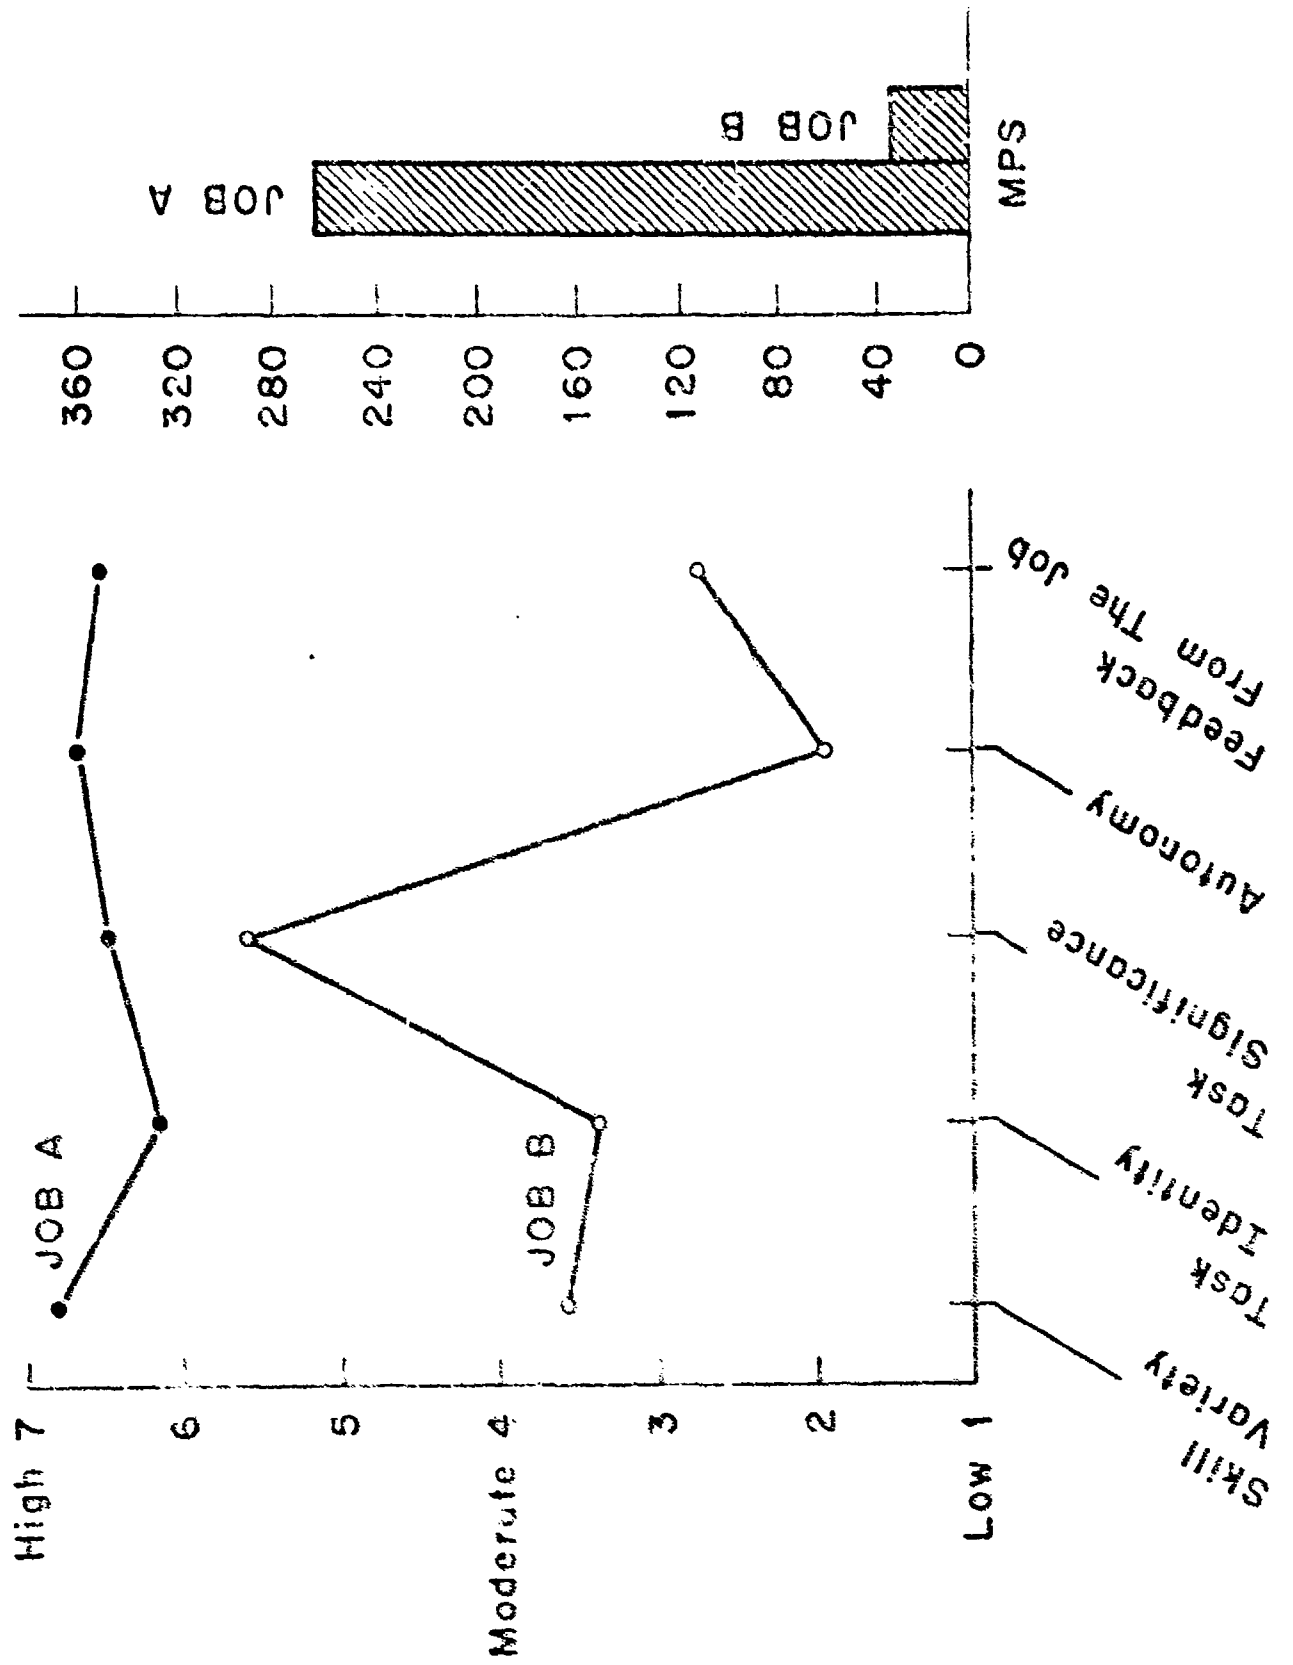 High 7
6
5
Moderate 4
3
2
Low 1
JOB A
JOB B
Skill
Variety
Task
Identity
Task
Significance
Autonomy
Feedback
From The Job
360
320
280
240
200
160
120
80
40
0
JOB A
JOB B
MPS